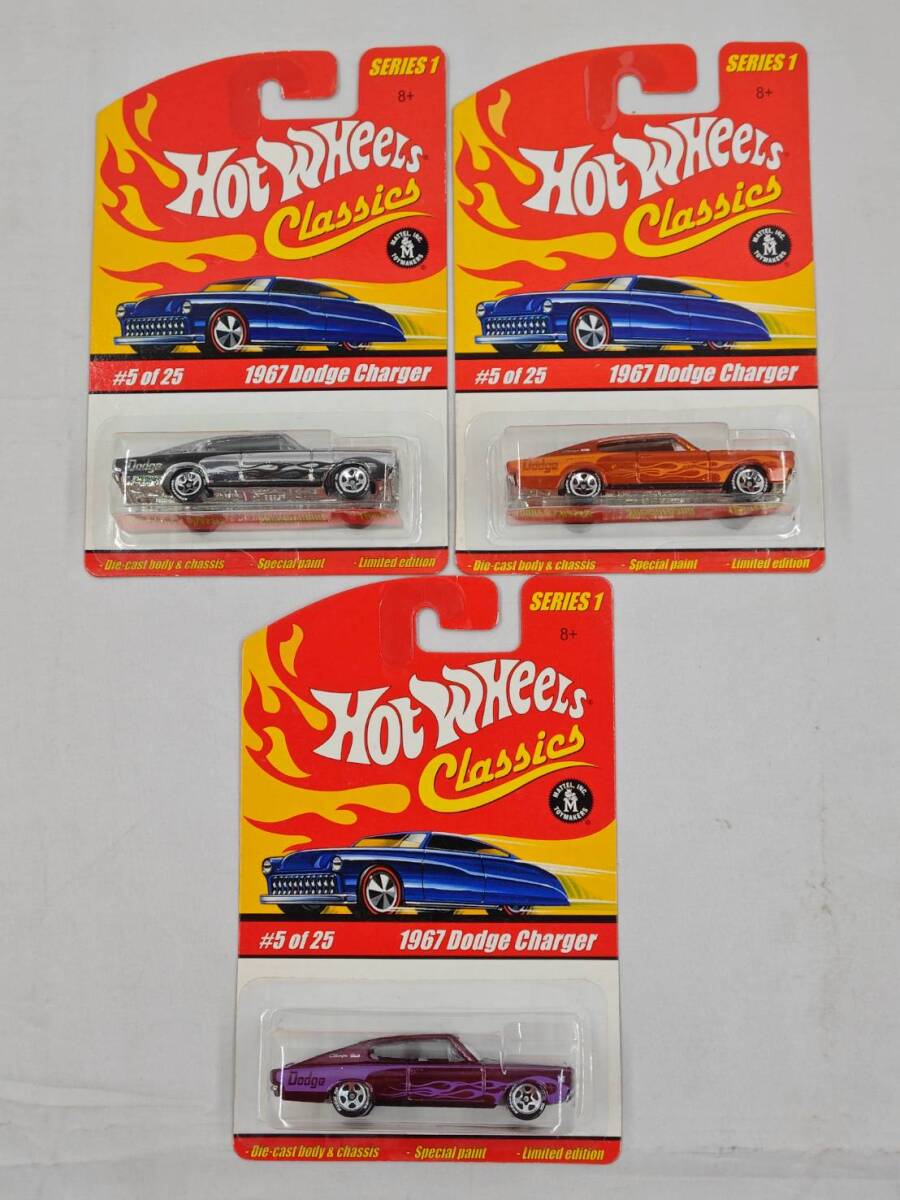 SERIES 1
8+
Hot Wheels
Classics
MATTEL, INC.
M
TOYMAKERS
#5 of 25 1967 Dodge Charger
Dodge
- Die-cast body & chassis - Special paint - Limited edition
SERIES 1
8+
Hot Wheels
Classics
MATTEL, INC.
M
TOYMAKERS
#5 of 25 1967 Dodge Charger
Dodge
- Die-cast body & chassis - Special paint - Limited edition
SERIES 1
8+
Hot Wheels®
Classics
MATTEL, INC.
M
TOYMAKERS
#5 of 25 1967 Dodge Charger
Dodge
- Die-cast body & chassis - Special paint - Limited edition